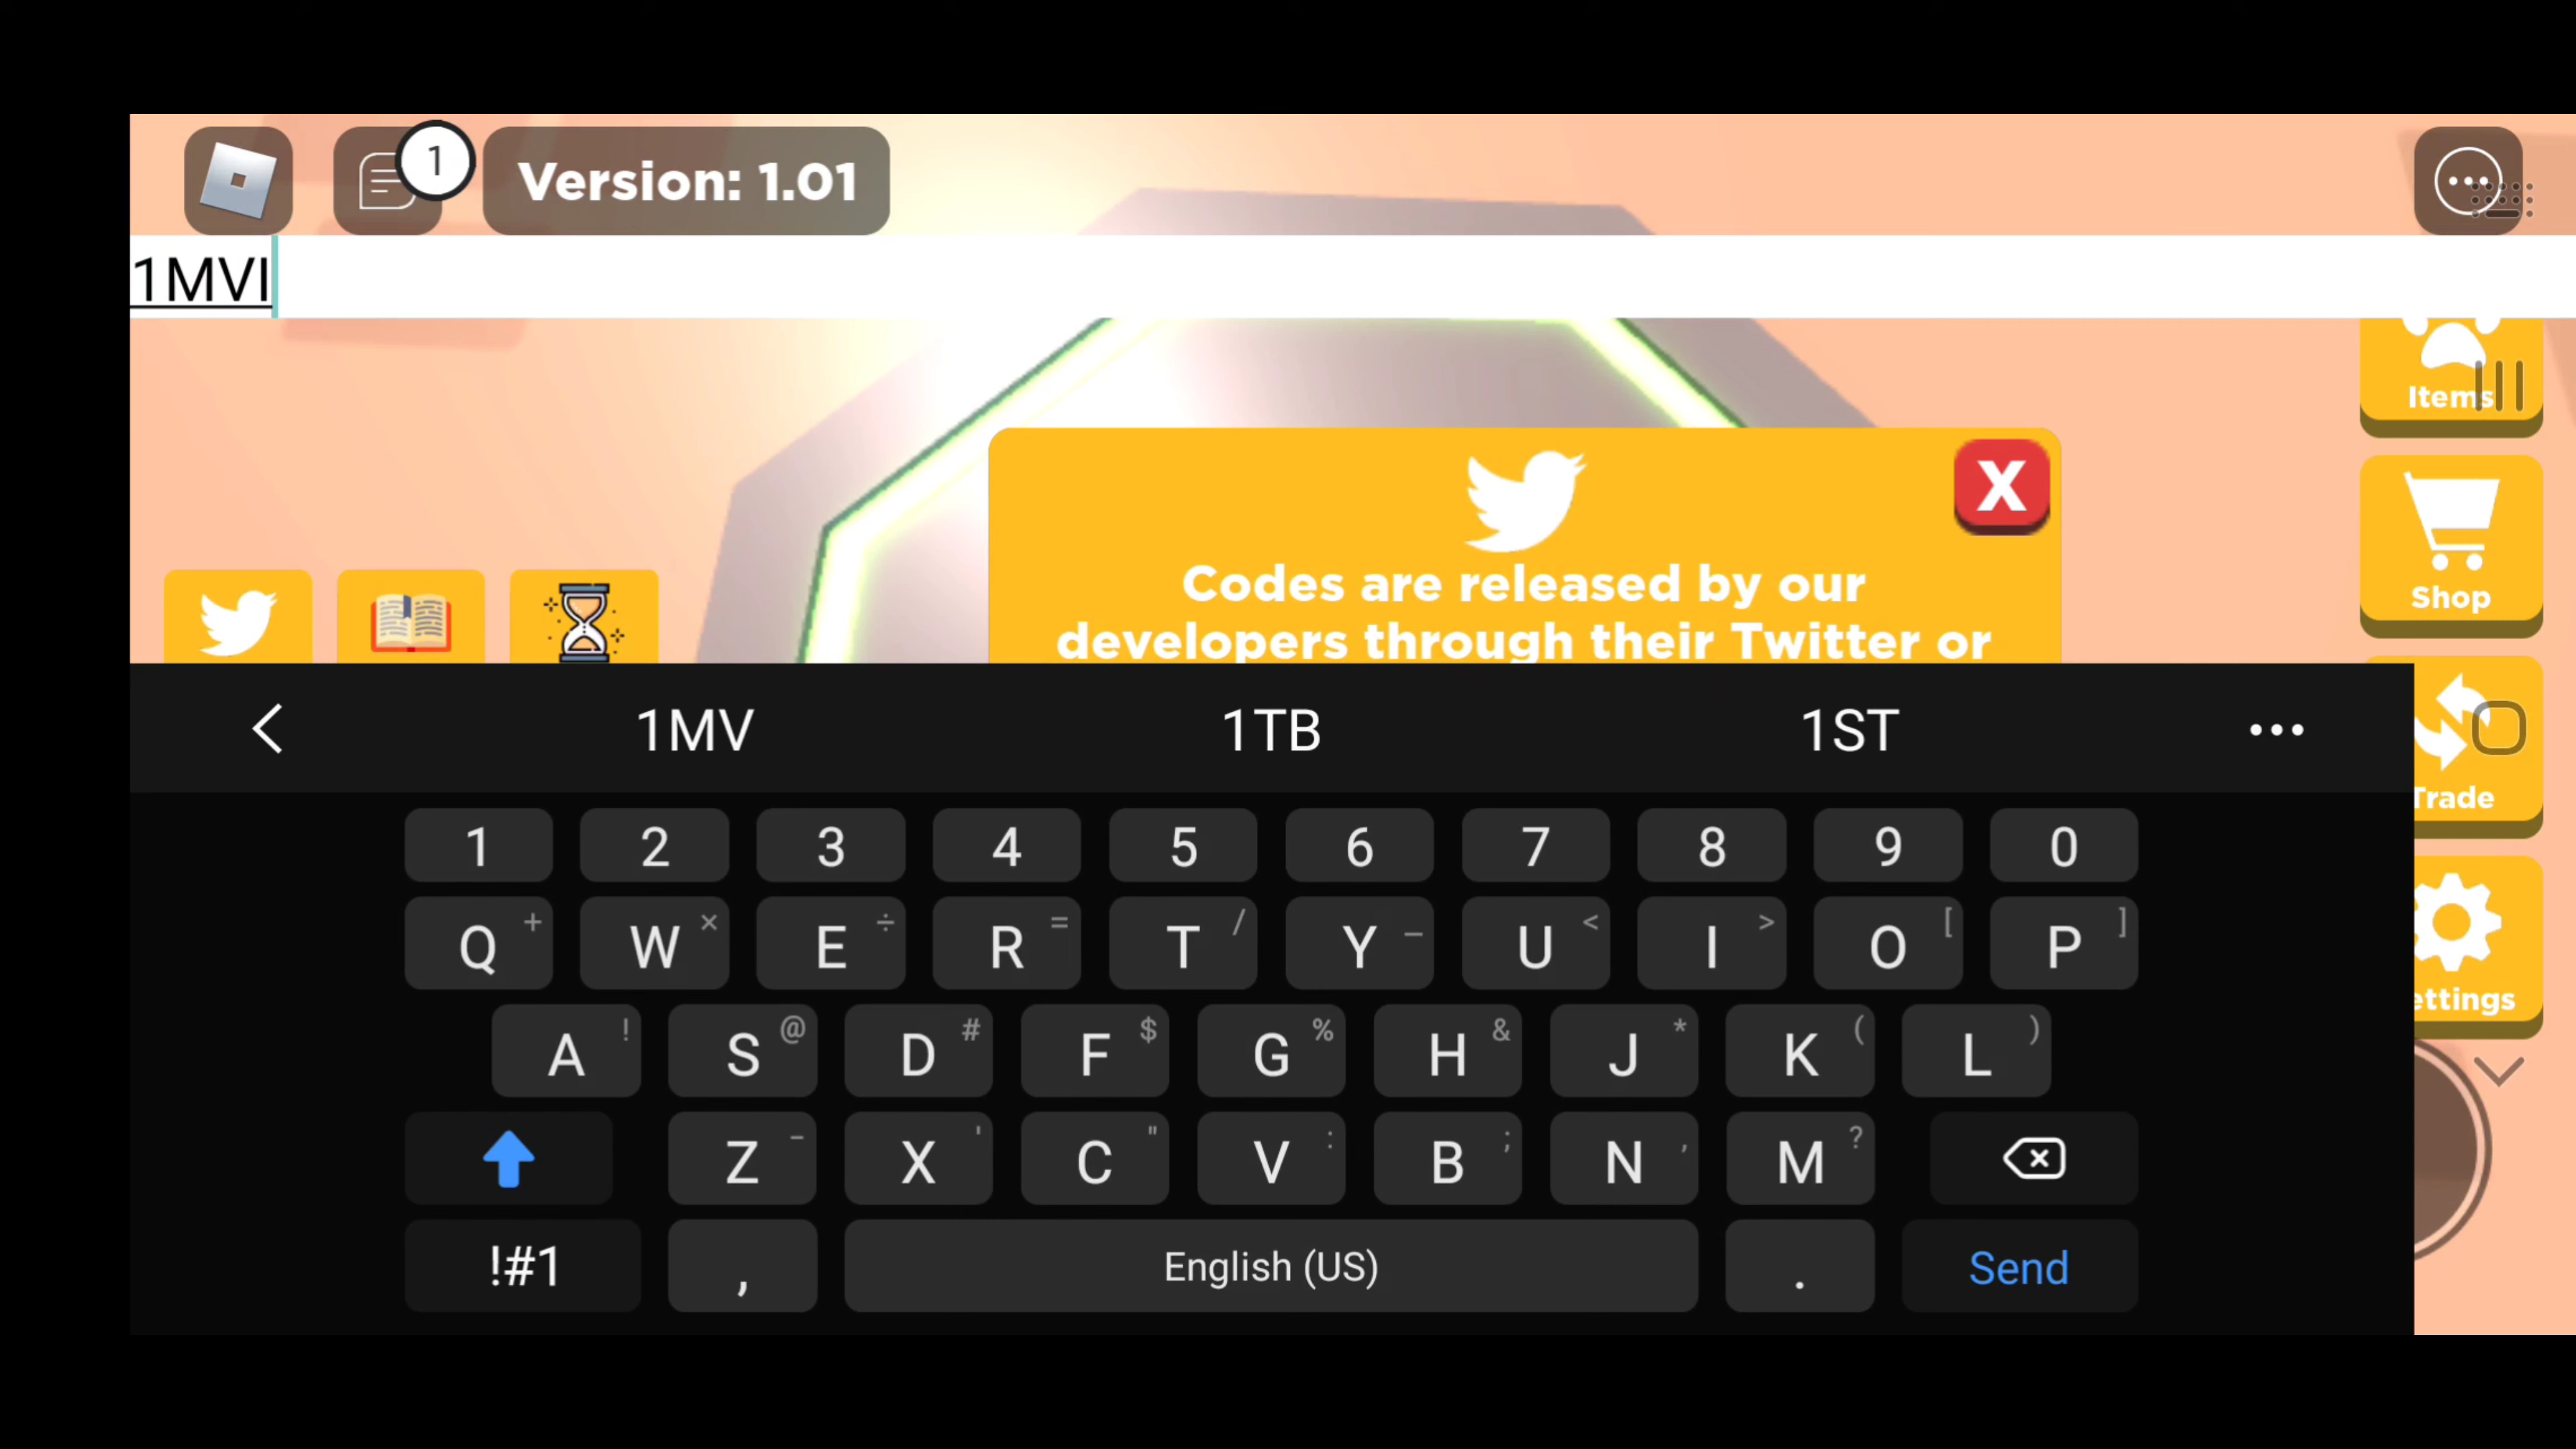 1
Version: 1.01
1MVI
Items
X
Shop
Codes are released by our
developers through their Twitter or
Trade
ettings
1MV 1TB 1ST
1 2 3 4 5 6 7 8 9 0
Q + W × E ÷ R = T / Y _ U < I > O [ P ]
A ! S @ D # F $ G % H & J * K ( L )
Z - X ' C " V : B ; N , M ?
!#1 , English (US) . Send